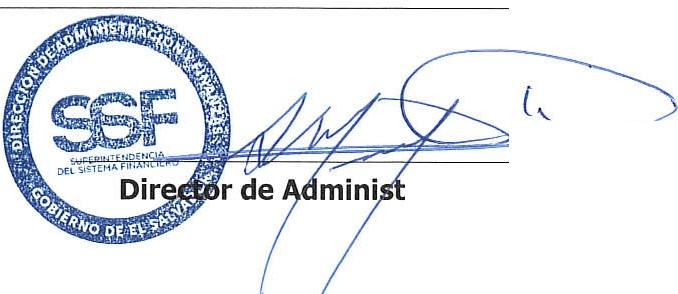 DIRECCIÓN DE ADMINISTRACIÓN Y FINANZAS
SSF
SUPERINTENDENCIA
DEL SISTEMA FINANCIERO
GOBIERNO DE EL SALVADOR
Director de Administ